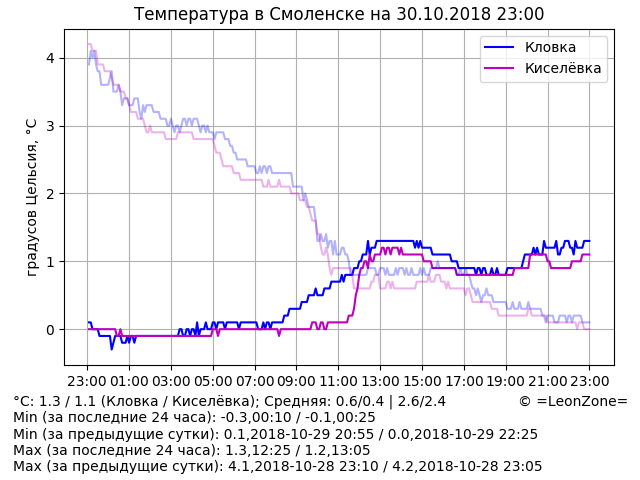 Температура в Смоленске на 30.10.2018 23:00
Кловка
Киселёвка
градусов Цельсия, °C
4
3
2
1
0
23:00 01:00 03:00 05:00 07:00 09:00 11:00 13:00 15:00 17:00 19:00 21:00 23:00
°C: 1.3 / 1.1 (Кловка / Киселёвка); Средняя: 0.6/0.4 | 2.6/2.4 © =LeonZone=
Min (за последние 24 часа): -0.3,00:10 / -0.1,00:25
Min (за предыдущие сутки): 0.1,2018-10-29 20:55 / 0.0,2018-10-29 22:25
Max (за последние 24 часа): 1.3,12:25 / 1.2,13:05
Max (за предыдущие сутки): 4.1,2018-10-28 23:10 / 4.2,2018-10-28 23:05